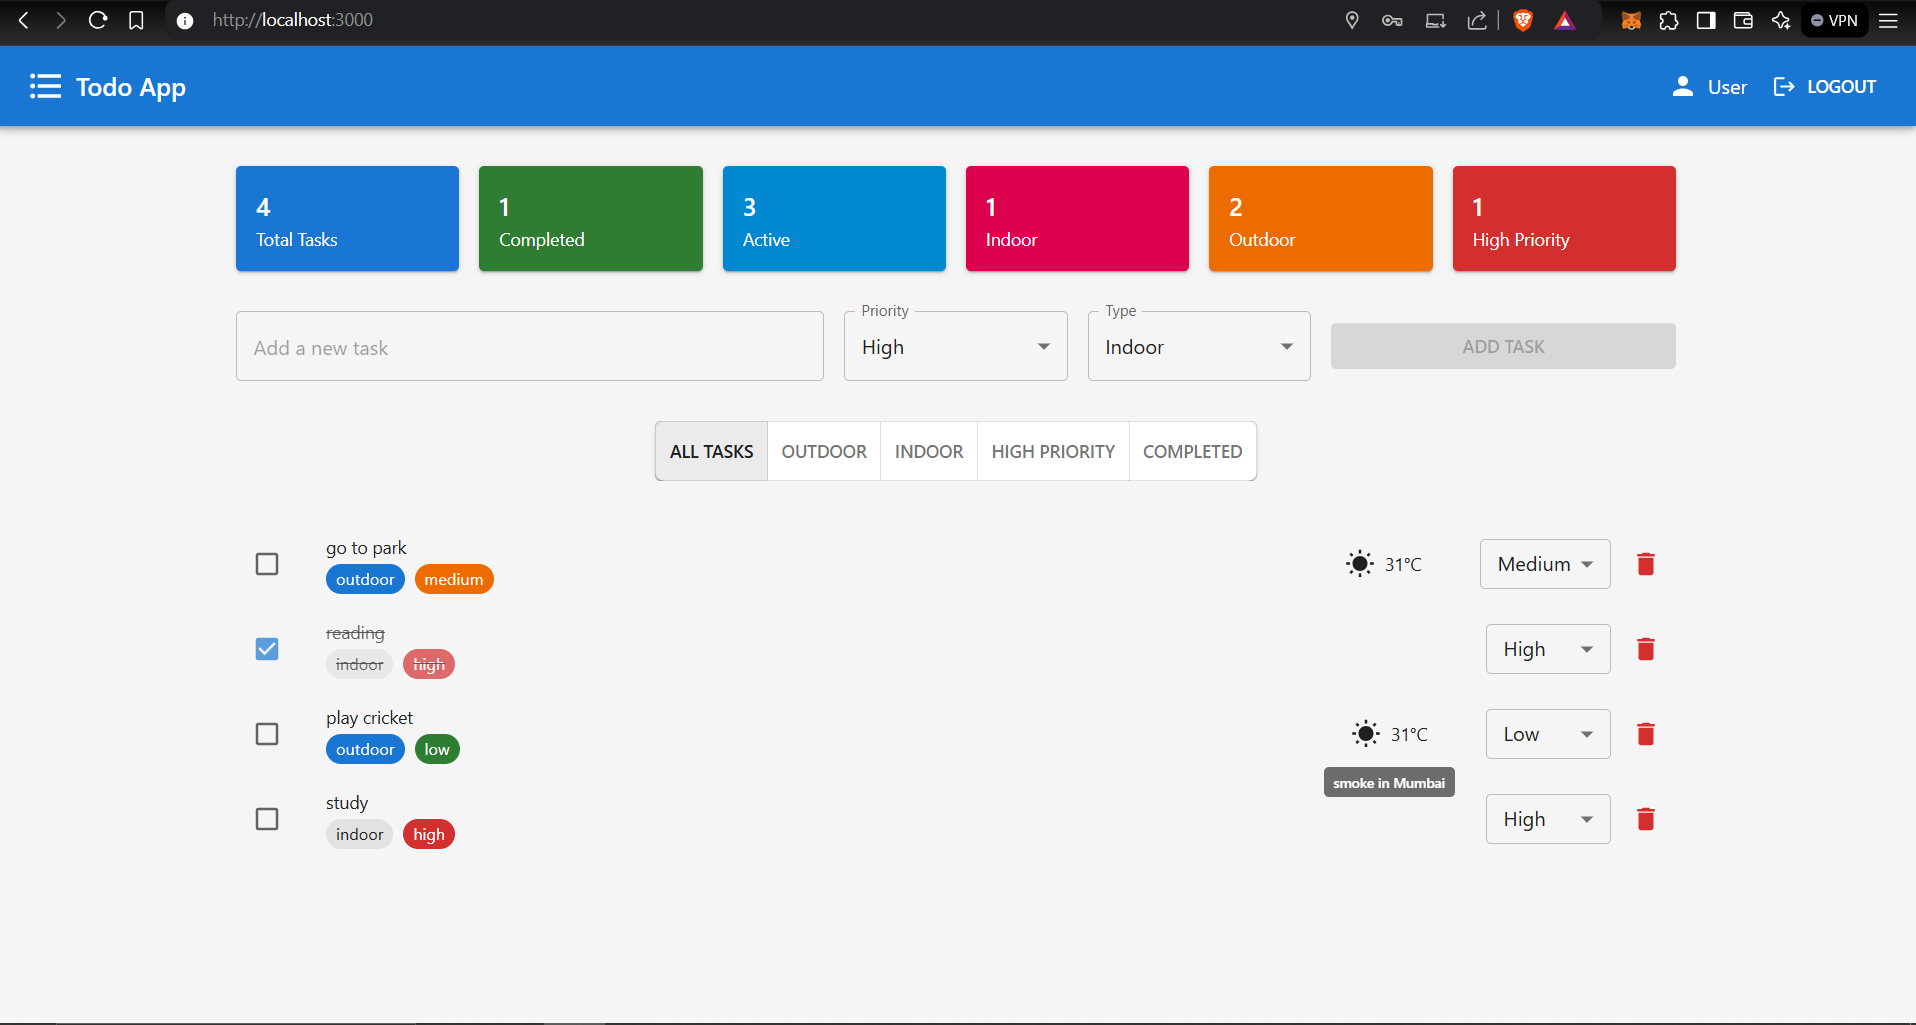 http://localhost:3000
VPN
Todo App
User
LOGOUT
4
Total Tasks
1
Completed
3
Active
1
Indoor
2
Outdoor
1
High Priority
Add a new task
Priority
High
Type
Indoor
ADD TASK
ALL TASKS
OUTDOOR
INDOOR
HIGH PRIORITY
COMPLETED
go to park
outdoor
medium
31°C
Medium
reading
indoor
high
High
play cricket
outdoor
low
31°C
Low
smoke in Mumbai
study
indoor
high
High